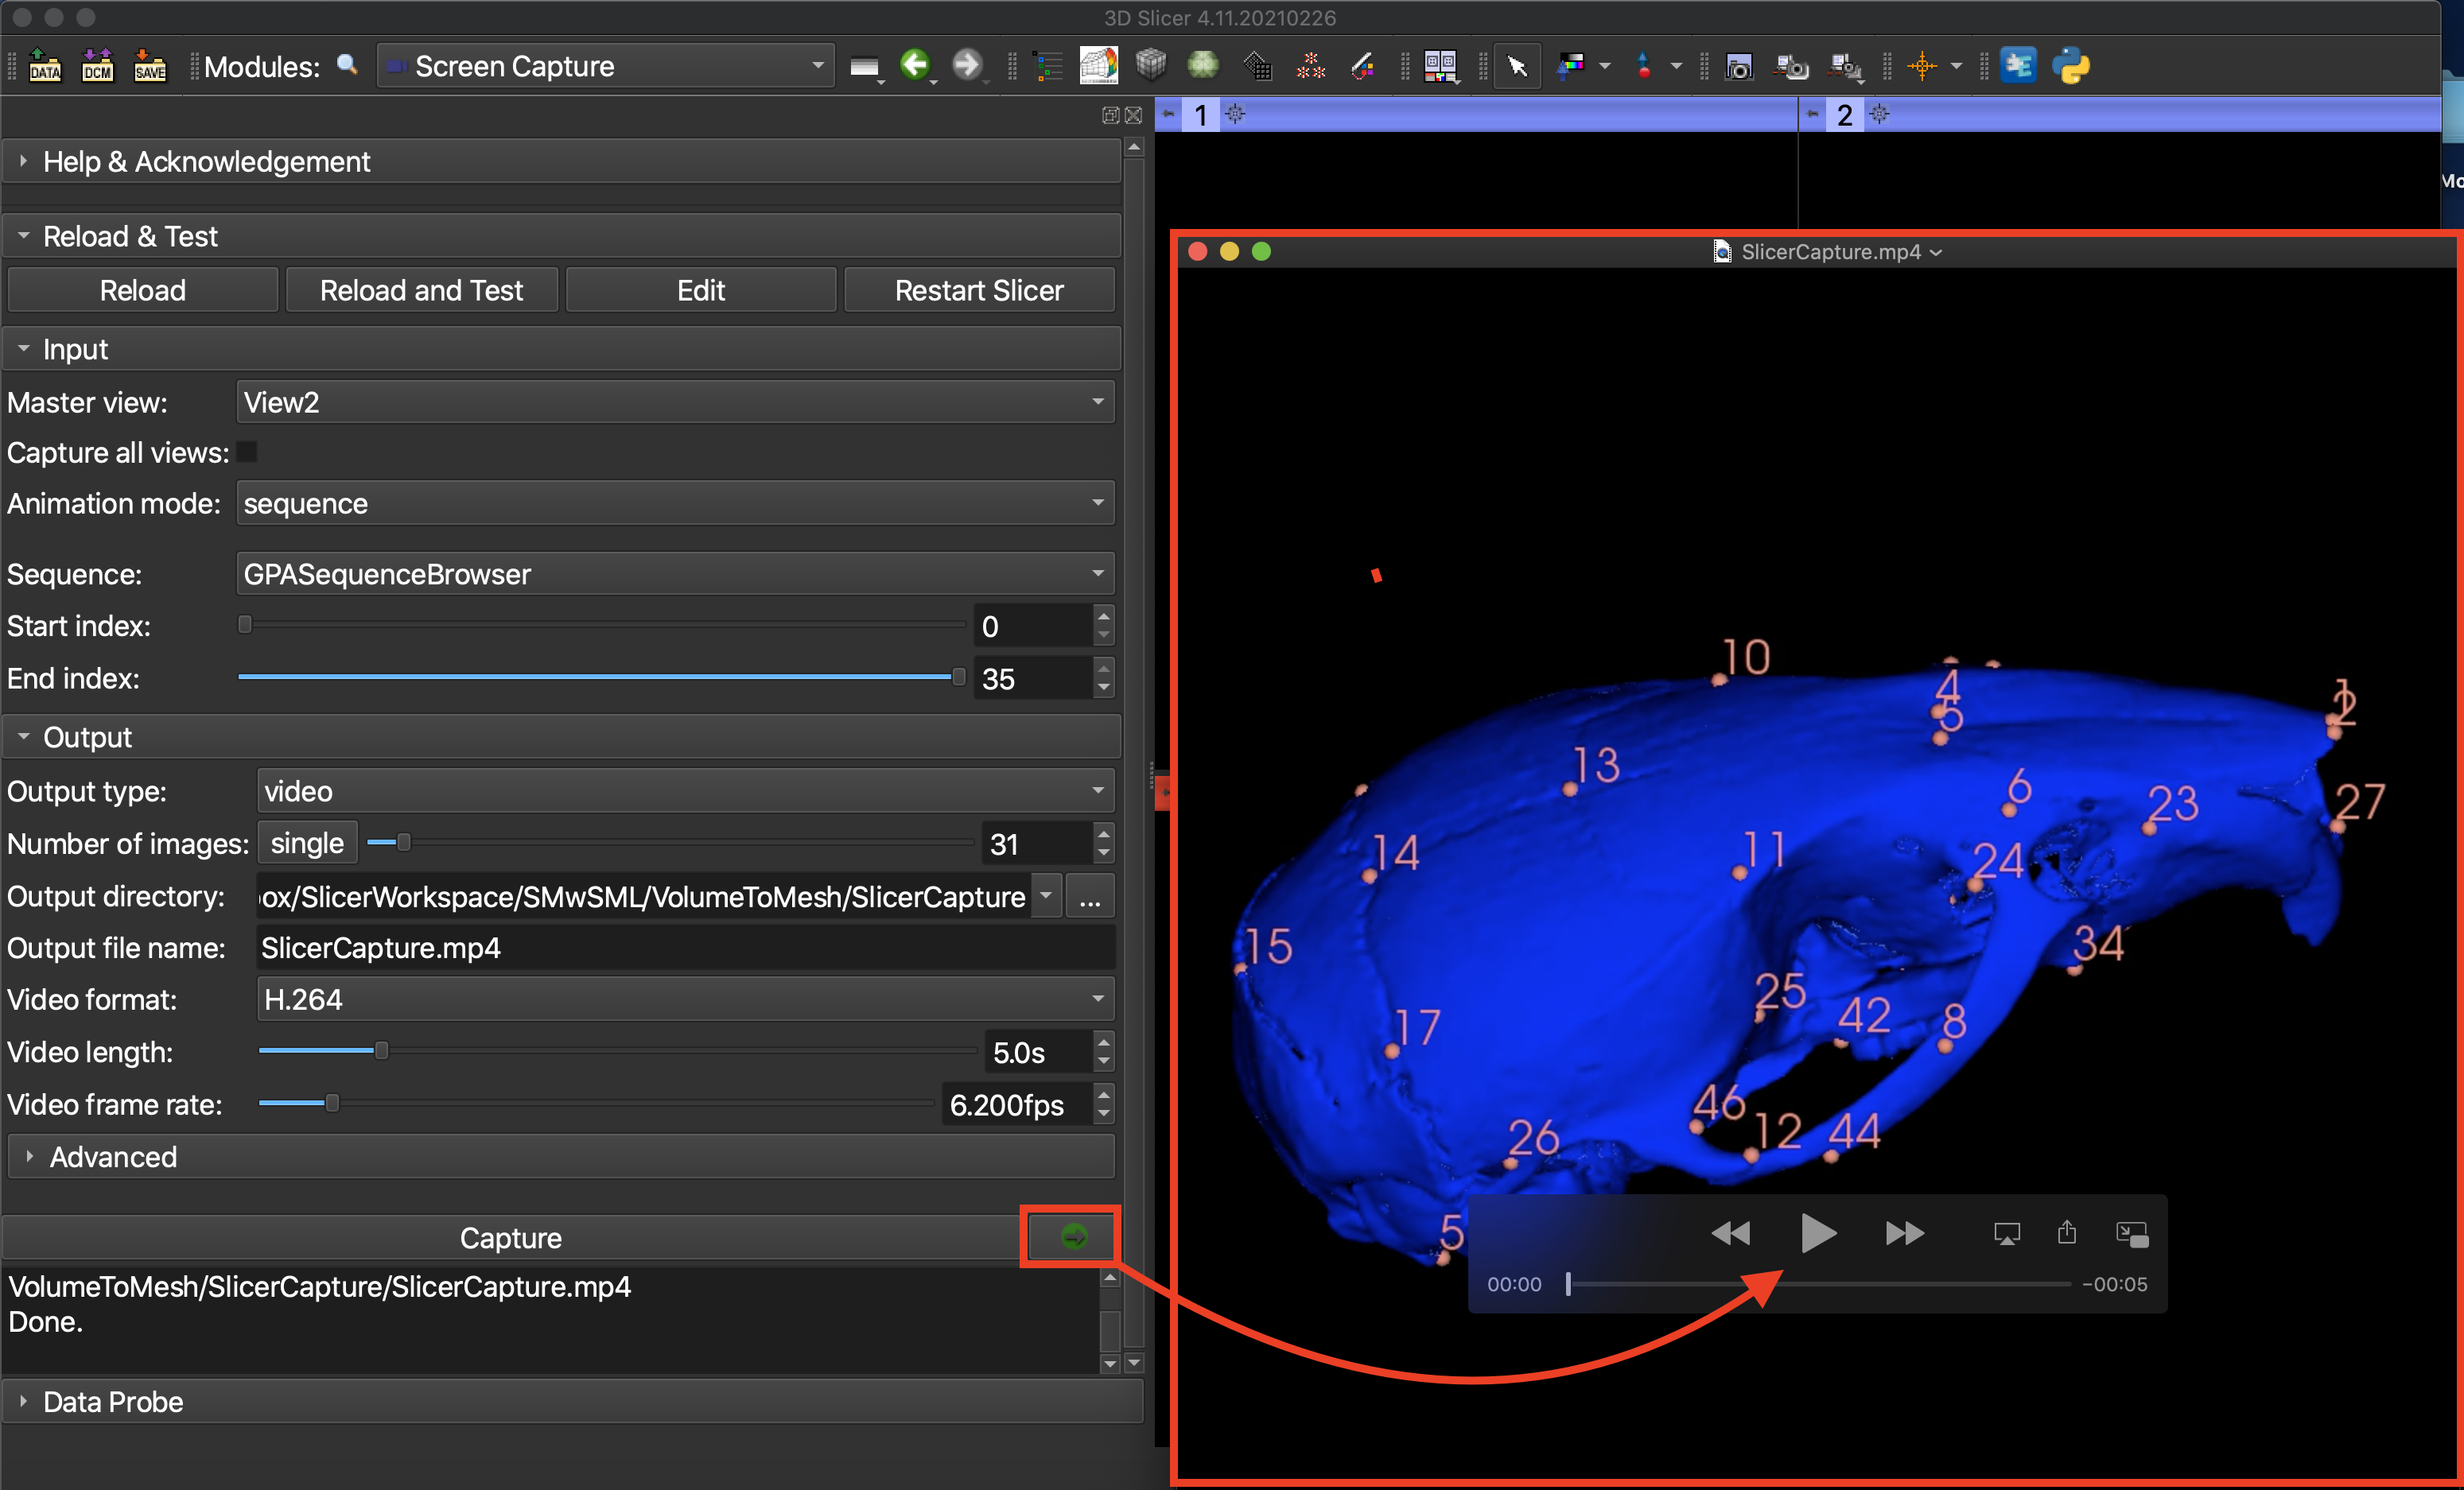 3D Slicer 4.11.20210226
DATA DCM SAVE Modules: Screen Capture
1 2
Mo
Help & Acknowledgement
Reload & Test
Reload Reload and Test Edit Restart Slicer
Input
Master view: View2
Capture all views:
Animation mode: sequence
Sequence: GPASequenceBrowser
Start index: 0
End index: 35
Output
Output type: video
Number of images: single 31
Output directory: ox/SlicerWorkspace/SMwSML/VolumeToMesh/SlicerCapture ...
Output file name: SlicerCapture.mp4
Video format: H.264
Video length: 5.0s
Video frame rate: 6.200fps
Advanced
Capture
VolumeToMesh/SlicerCapture/SlicerCapture.mp4
Done.
Data Probe
SlicerCapture.mp4
10
4
1
2
5
13
6
23
27
11
14
24
15
34
25
42
8
17
46
12
44
26
5
00:00 -00:05